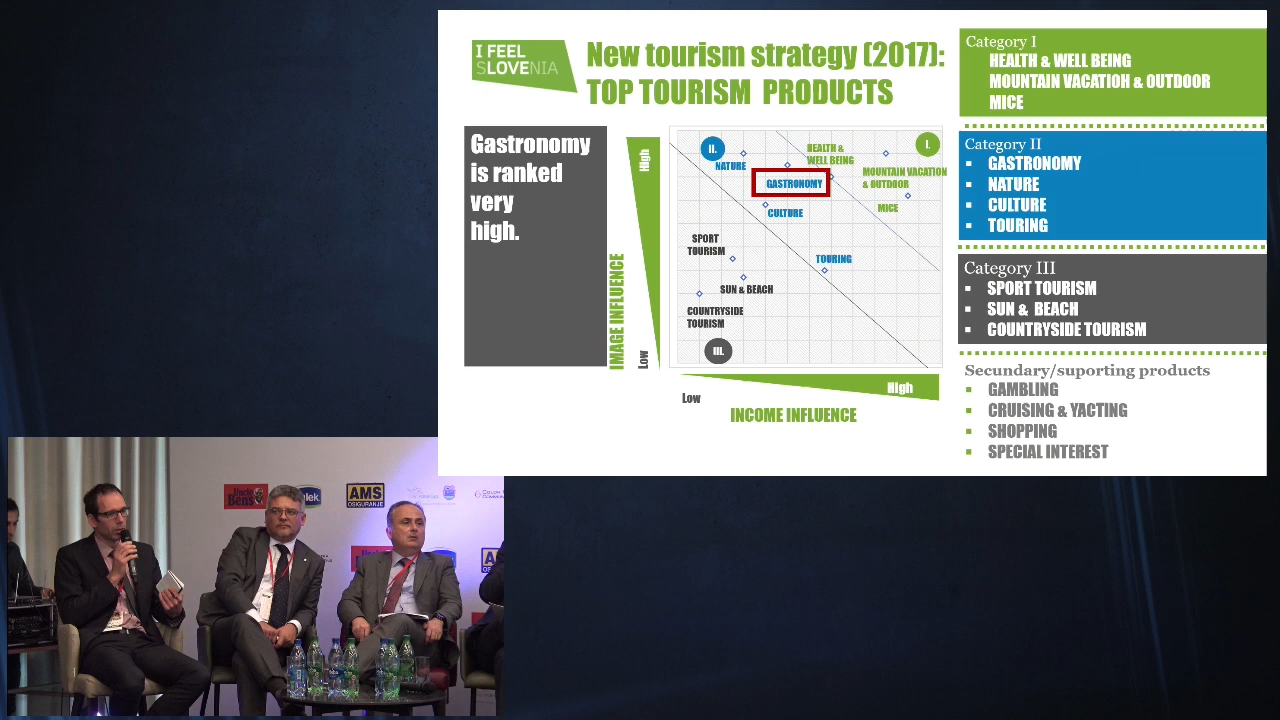 I FEEL
SLOVENIA
New tourism strategy (2017):
TOP TOURISM PRODUCTS
Gastronomy
is ranked
very
high.
IMAGE INFLUENCE
High
Low
II.
I.
NATURE
HEALTH &
WELL BEING
GASTRONOMY
MOUNTAIN VACATION
& OUTDOOR
MICE
CULTURE
SPORT
TOURISM
TOURING
SUN & BEACH
COUNTRYSIDE
TOURISM
III.
Low
High
INCOME INFLUENCE
Category I
HEALTH & WELL BEING
MOUNTAIN VACATIOH & OUTDOOR
MICE
Category II
GASTRONOMY
NATURE
CULTURE
TOURING
Category III
SPORT TOURISM
SUN & BEACH
COUNTRYSIDE TOURISM
Secundary/suporting products
GAMBLING
CRUISING & YACTING
SHOPPING
SPECIAL INTEREST
Uncle
Ben's
AMS
OSIGURANJE